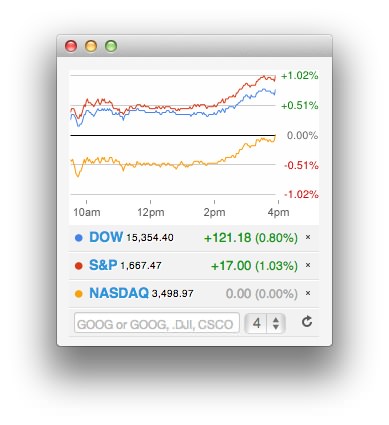 +1.02%
+0.51%
0.00%
-0.51%
-1.02%
10am 12pm 2pm 4pm
DOW 15,354.40 +121.18 (0.80%) ×
S&P 1,667.47 +17.00 (1.03%) ×
NASDAQ 3,498.97 0.00 (0.00%) ×
GOOG or GOOG, .DJI, CSCO 4